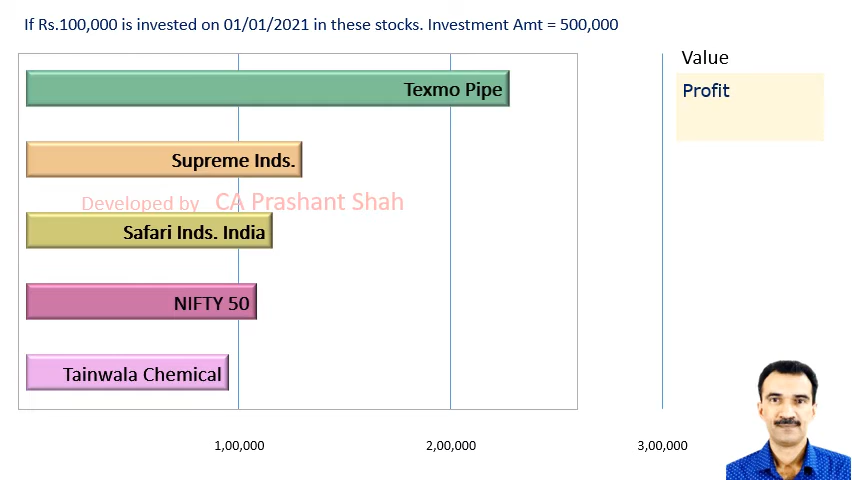 If Rs.100,000 is invested on 01/01/2021 in these stocks. Investment Amt = 500,000
Value
Profit
Texmo Pipe
Supreme Inds.
Developed by CA Prashant Shah
Safari Inds. India
NIFTY 50
Tainwala Chemical
1,00,000 2,00,000 3,00,000